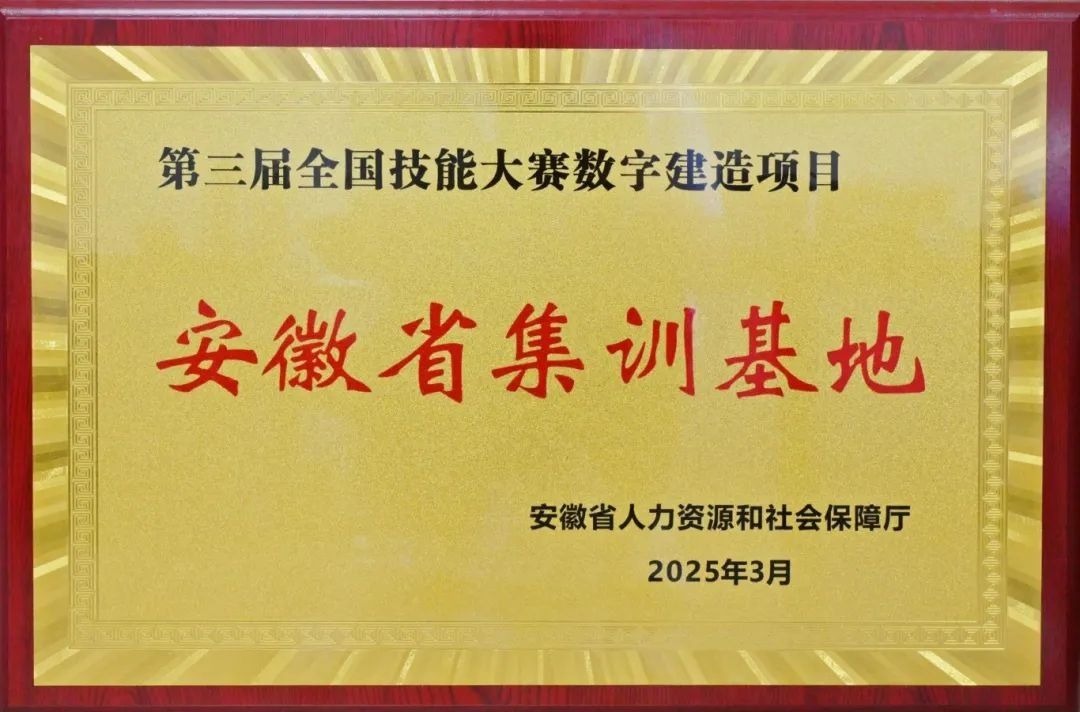 第三届全国技能大赛数字建造项目
安徽省集训基地
安徽省人力资源和社会保障厅
2025年3月